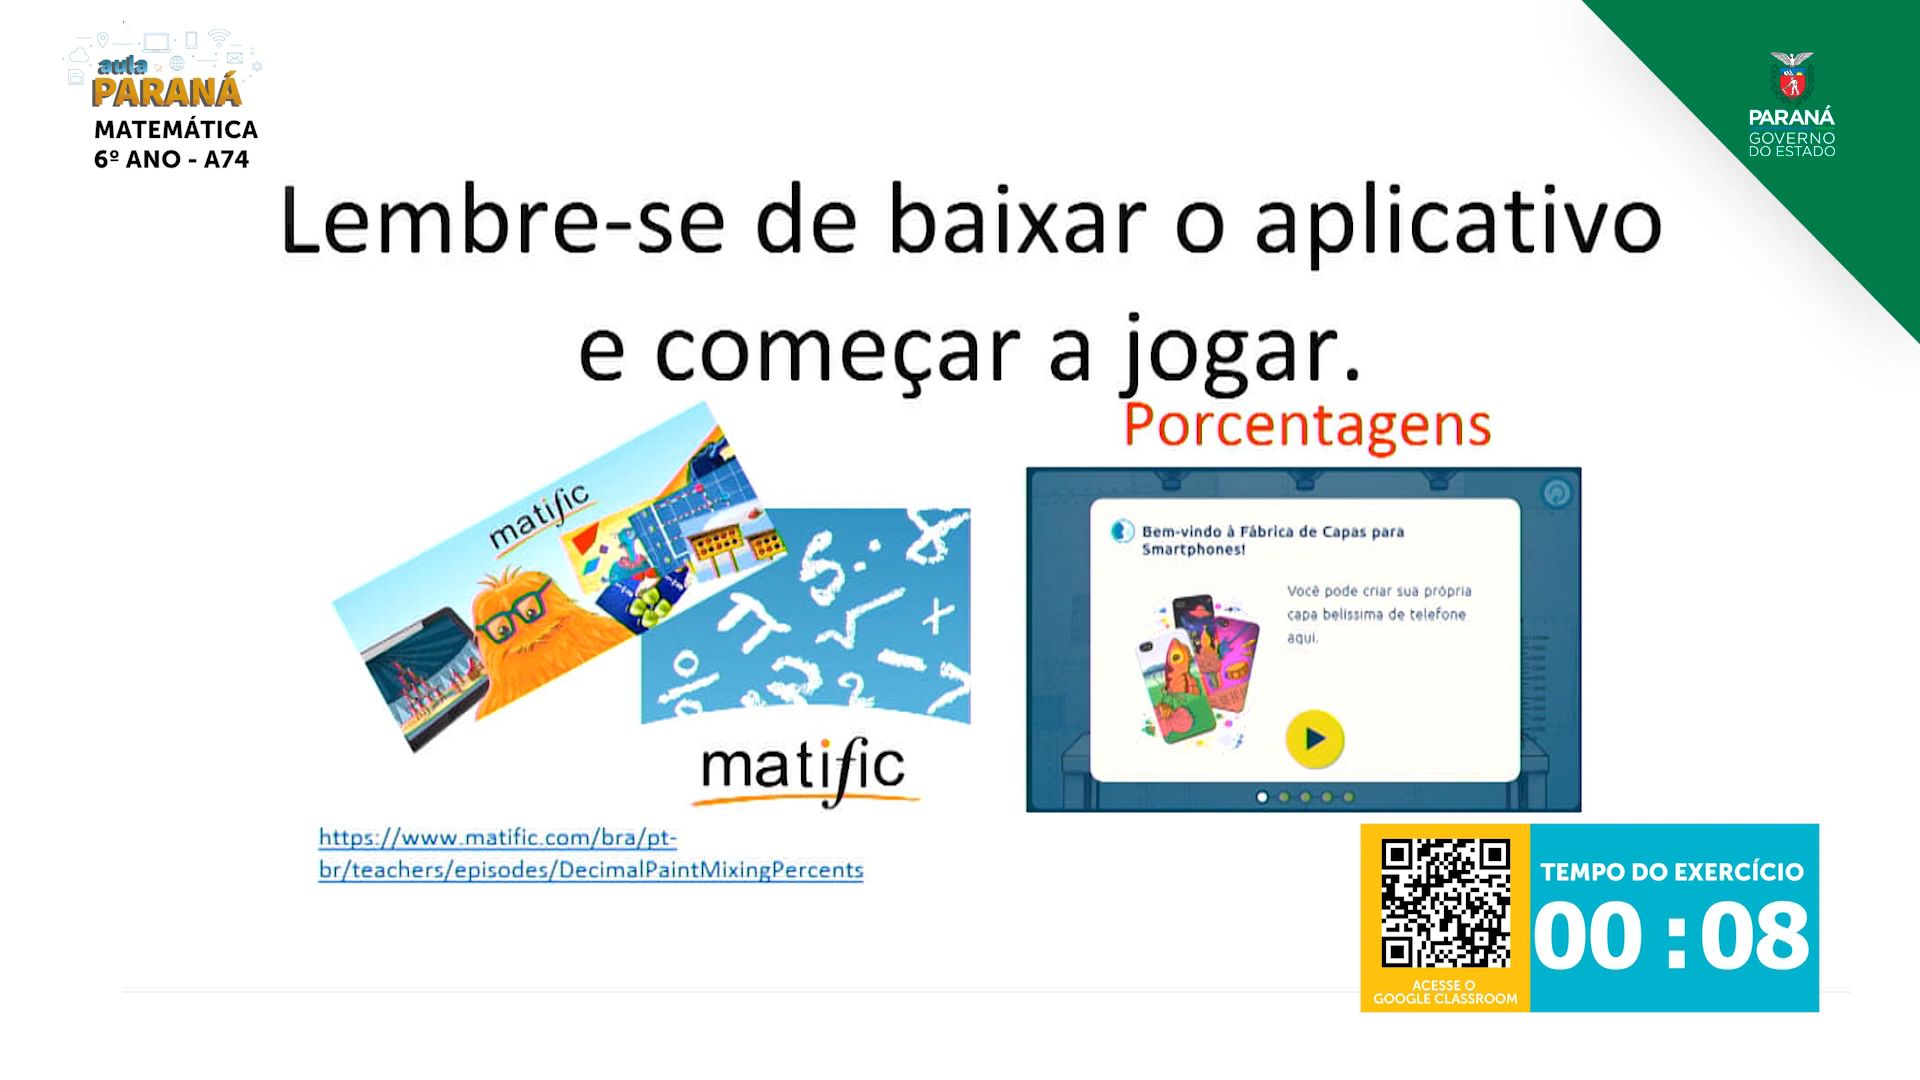 aula
PARANÁ
MATEMÁTICA
6º ANO - A74
PARANÁ
GOVERNO
DO ESTADO
Lembre-se de baixar o aplicativo
e começar a jogar.
Porcentagens
matific
Bem-vindo à Fábrica de Capas para
Smartphones!
Você pode criar sua própria
capa belíssima de telefone
aqui.
matific
https://www.matific.com/bra/pt-
br/teachers/episodes/DecimalPaintMixingPercents
TEMPO DO EXERCÍCIO
00:08
ACESSE O
GOOGLE CLASSROOM